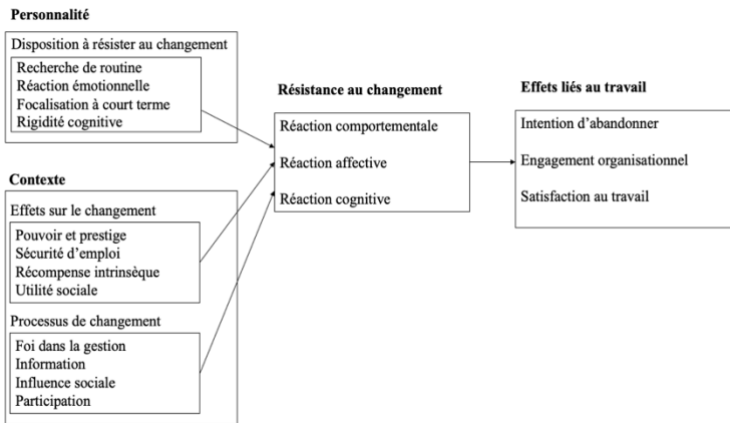 Personnalité
Disposition à résister au changement
Recherche de routine
Réaction émotionnelle
Focalisation à court terme
Rigidité cognitive
Contexte
Effets sur le changement
Pouvoir et prestige
Sécurité d'emploi
Récompense intrinsèque
Utilité sociale
Processus de changement
Foi dans la gestion
Information
Influence sociale
Participation
Résistance au changement
Réaction comportementale
Réaction affective
Réaction cognitive
Effets liés au travail
Intention d'abandonner
Engagement organisationnel
Satisfaction au travail